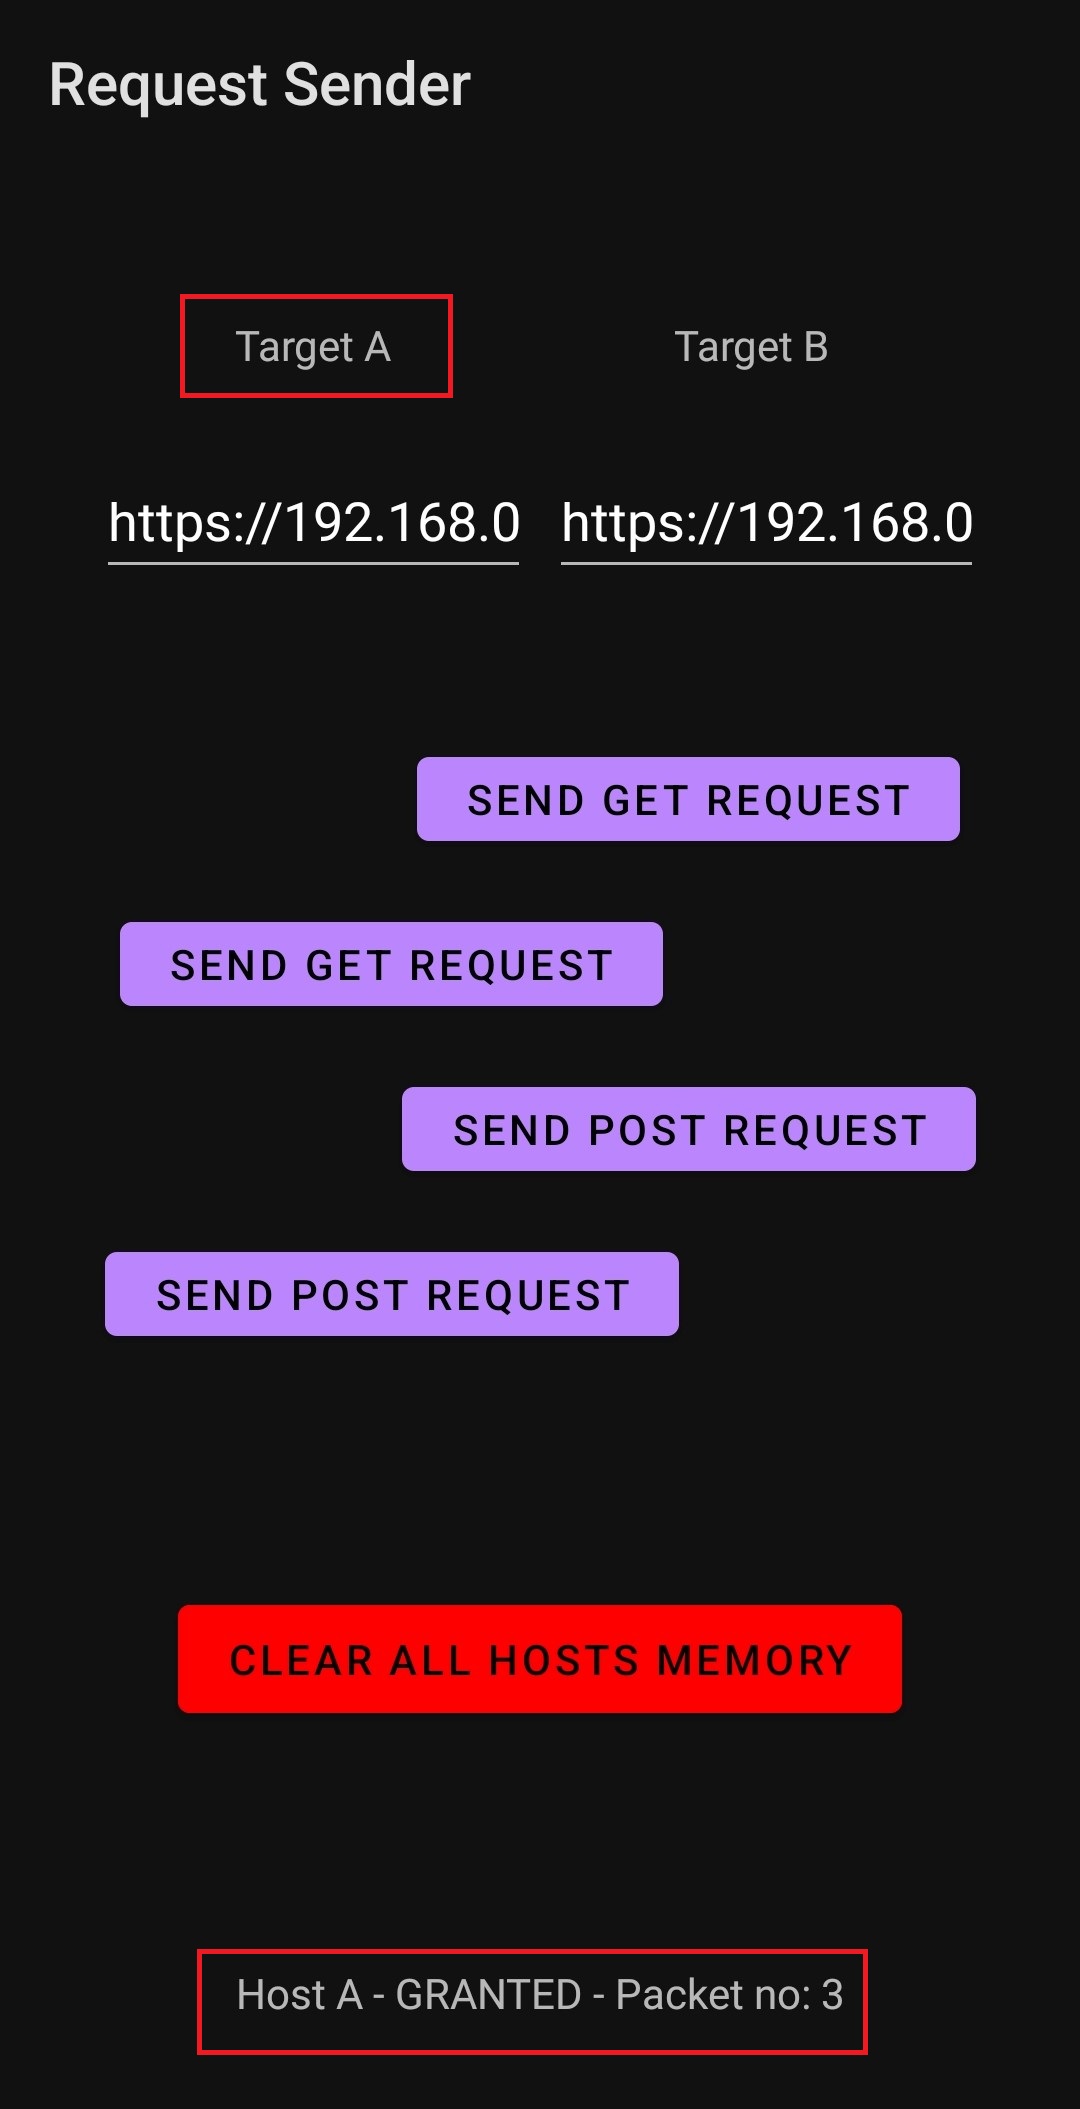 Request Sender
Target A
Target B
https://192.168.0
https://192.168.0
SEND GET REQUEST
SEND GET REQUEST
SEND POST REQUEST
SEND POST REQUEST
CLEAR ALL HOSTS MEMORY
Host A - GRANTED - Packet no: 3